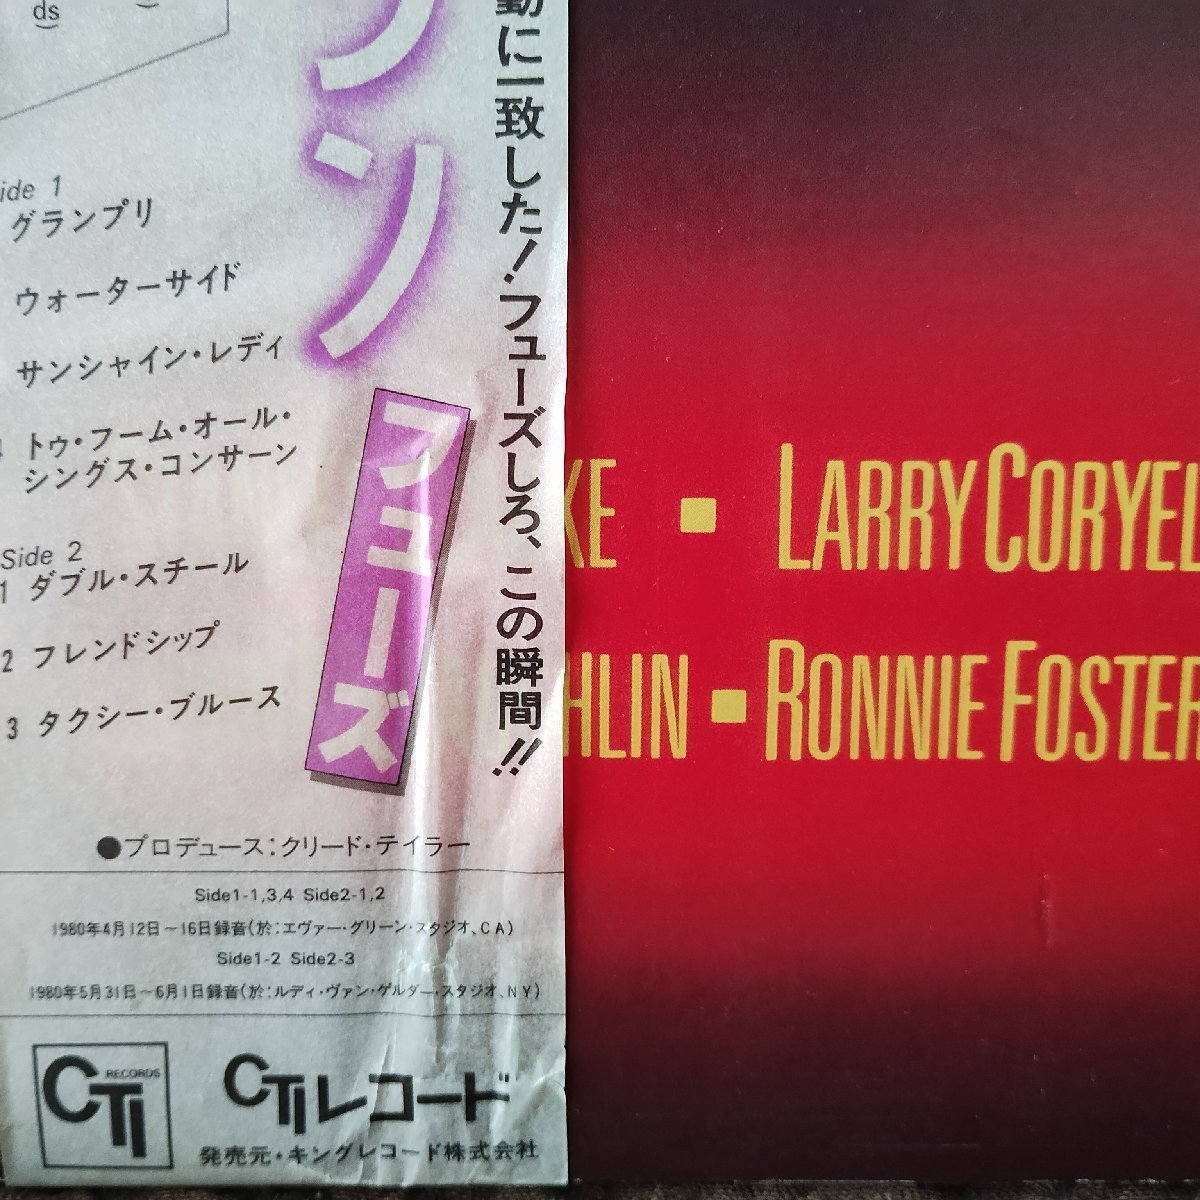 ds
ン
フューズ
動に一致した!フューズしろ、この瞬間!!
ide 1
グランプリ
ウォーターサイド
サンシャイン・レディ
トゥ・フーム・オール・
シングス・コンサーン
Side 2
1 ダブル・スチール
2 フレンドシップ
3 タクシー・ブルース
●プロデュース:クリード・テイラー
Side1-1,3,4 Side2-1,2
1980年4月12日〜16日録音(於:エヴァー・グリーン・スタジオ、CA)
Side1-2 Side2-3
1980年5月31日〜6月1日録音(於:ルディ・ヴァン・ゲルダー・スタジオ、NY)
CTI RECORDS
CTIレコード
発売元・キングレコード株式会社
KE ▪ LARRY CORYEL
HLIN ▪ RONNIE FOSTER